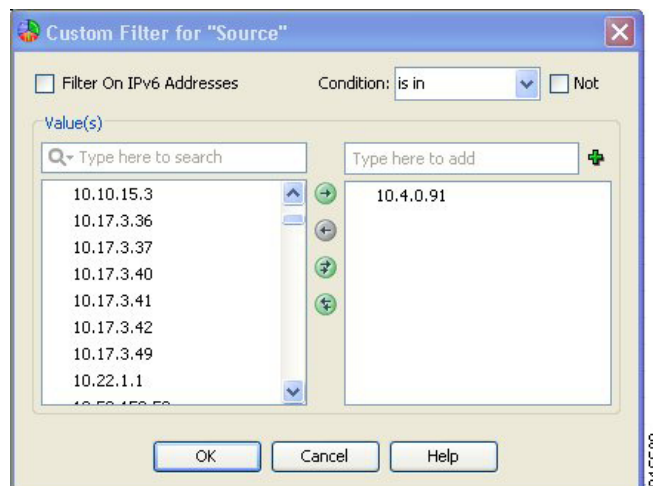 Custom Filter for "Source"
Filter On IPv6 Addresses
Condition: is in
Not
Value(s)
Type here to search
Type here to add
10.10.15.3
10.17.3.36
10.17.3.37
10.17.3.40
10.17.3.41
10.17.3.42
10.17.3.49
10.22.1.1
10.4.0.91
OK
Cancel
Help